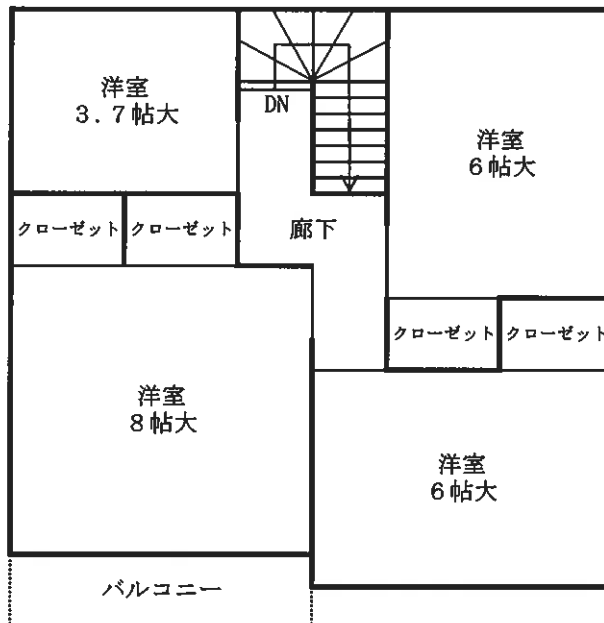 洋室
3.7帖大
DN
洋室
6帖大
クローゼット
クローゼット
廊下
クローゼット
クローゼット
洋室
8帖大
洋室
6帖大
バルコニー